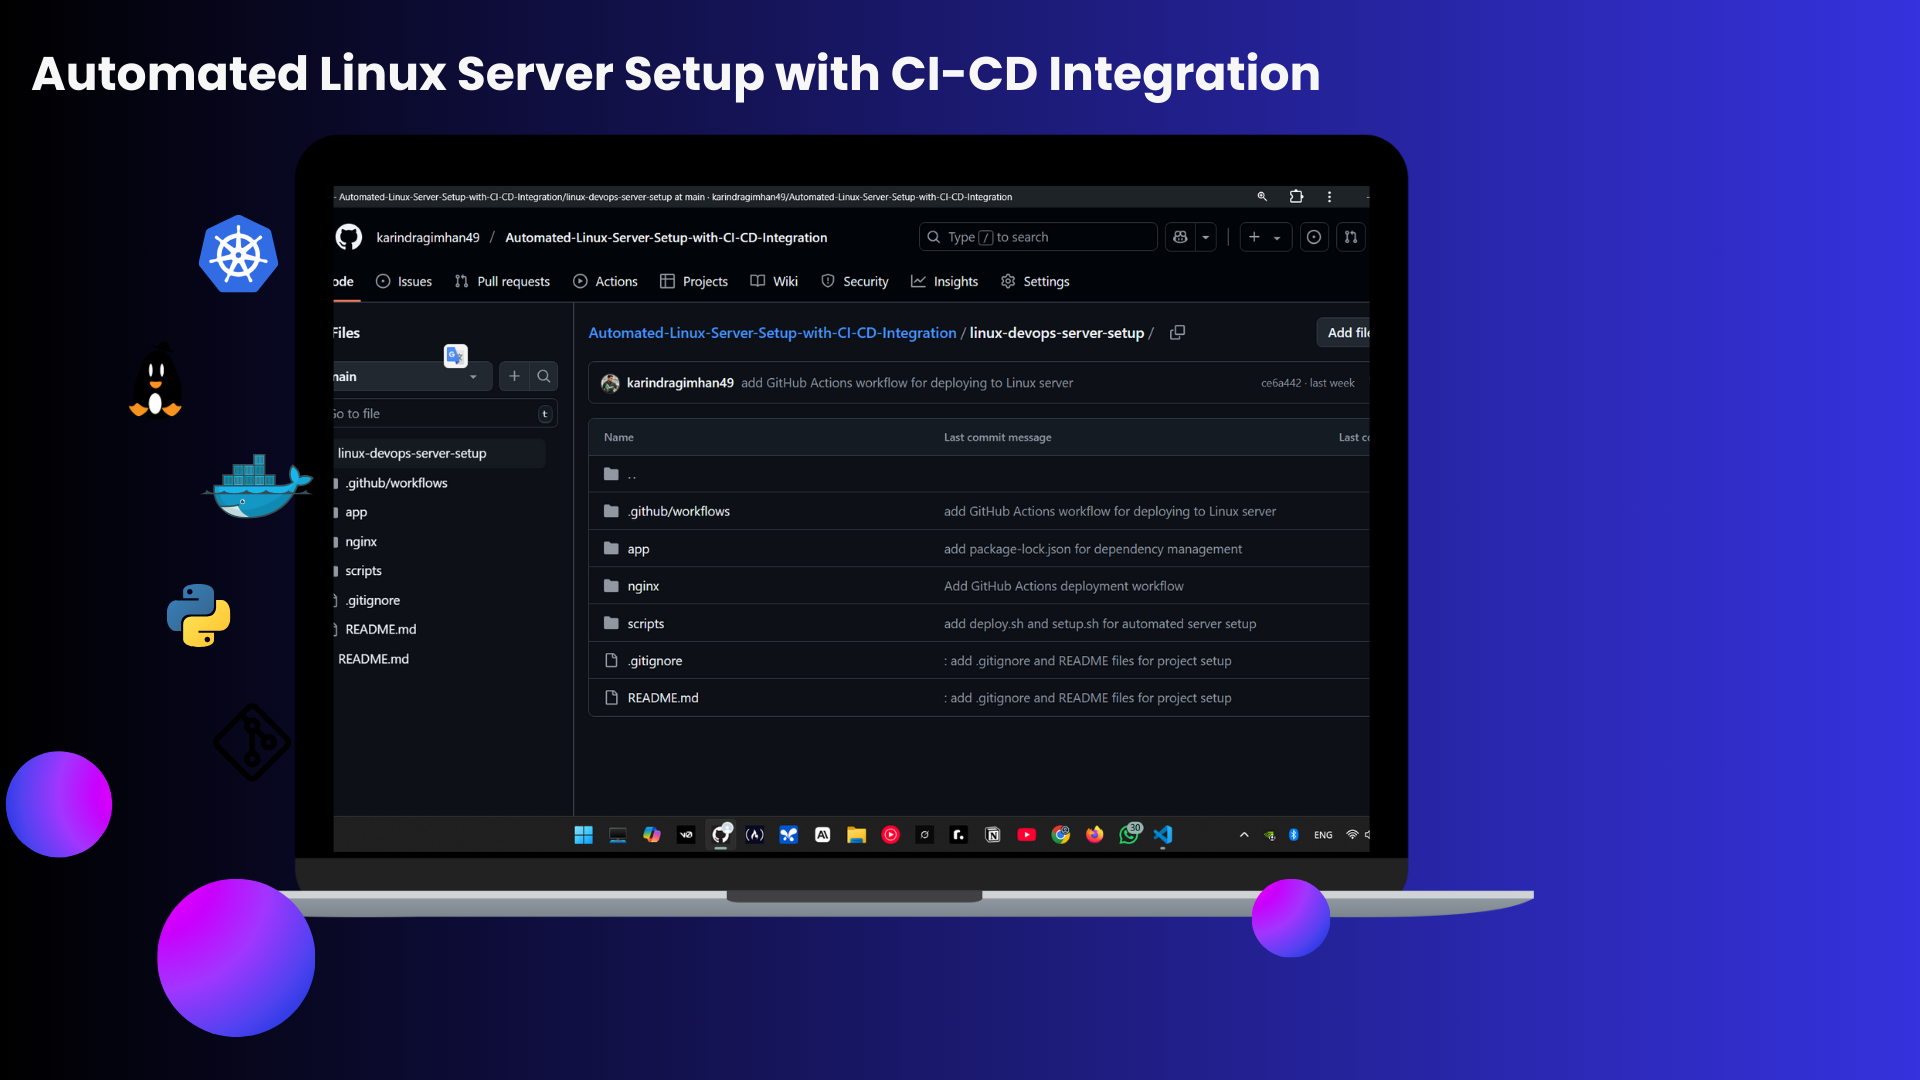 Automated Linux Server Setup with CI-CD Integration
- Automated-Linux-Server-Setup-with-CI-CD-Integration/linux-devops-server-setup at main · karindragimhan49/Automated-Linux-Server-Setup-with-CI-CD-Integration
karindragimhan49 / Automated-Linux-Server-Setup-with-CI-CD-Integration
Type / to search
ode Issues Pull requests Actions Projects Wiki Security Insights Settings
Files
Automated-Linux-Server-Setup-with-CI-CD-Integration / linux-devops-server-setup /
Add file
main
karindragimhan49 add GitHub Actions workflow for deploying to Linux server
ce6a442 · last week
Go to file t
Name Last commit message Last co
linux-devops-server-setup
.github/workflows
app
nginx
scripts
.gitignore
README.md
README.md
..
.github/workflows add GitHub Actions workflow for deploying to Linux server
app add package-lock.json for dependency management
nginx Add GitHub Actions deployment workflow
scripts add deploy.sh and setup.sh for automated server setup
.gitignore : add .gitignore and README files for project setup
README.md : add .gitignore and README files for project setup
30
ENG